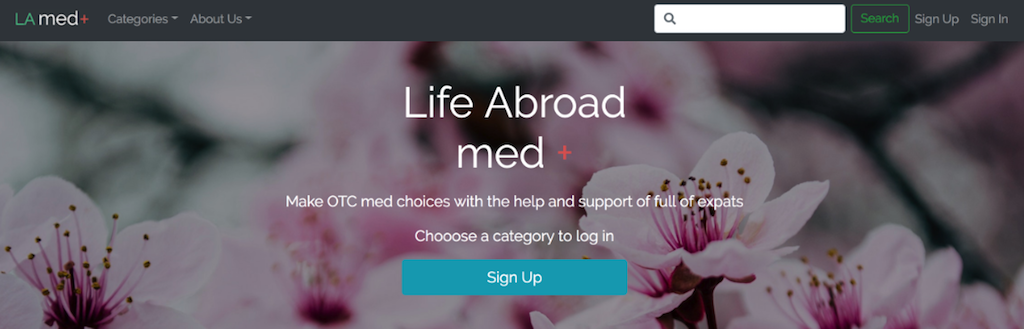 LA med+ Categories About Us Search Sign Up Sign In
Life Abroad
med +
Make OTC med choices with the help and support of full of expats
Chooose a category to log in
Sign Up